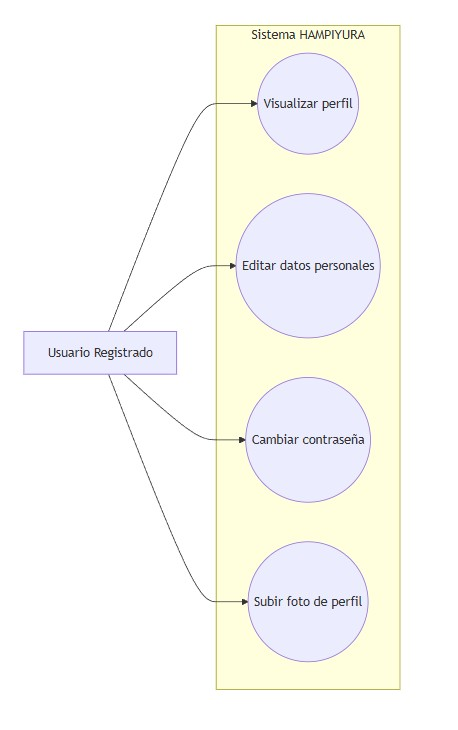 Sistema HAMPIYURA
Visualizar perfil
Editar datos personales
Usuario Registrado
Cambiar contraseña
Subir foto de perfil